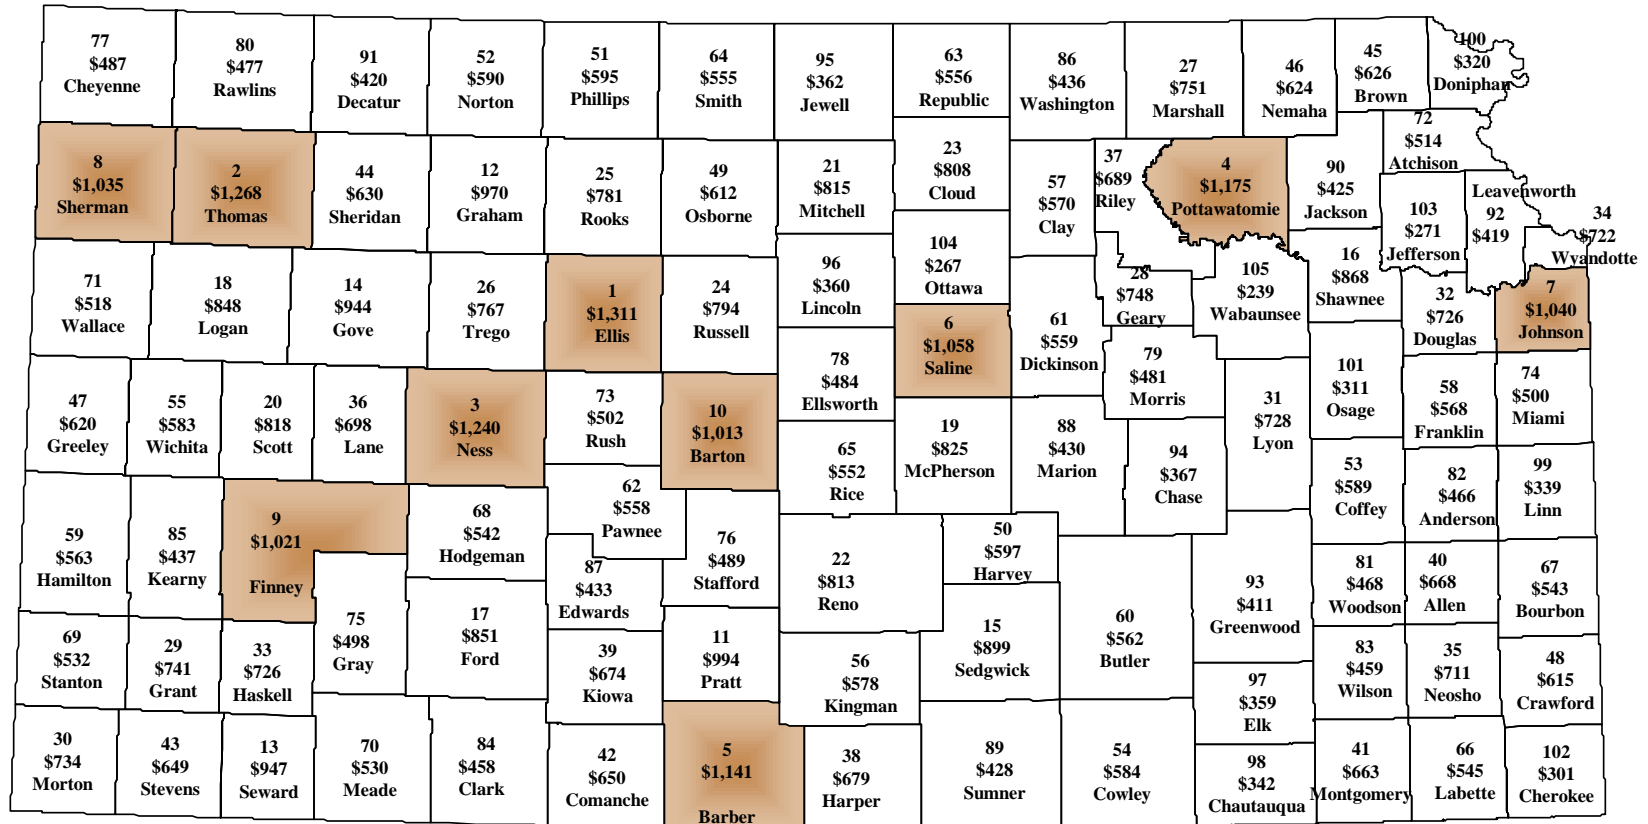 77
$487
Cheyenne
80
$477
Rawlins
91
$420
Decatur
52
$590
Norton
51
$595
Phillips
64
$555
Smith
95
$362
Jewell
63
$556
Republic
86
$436
Washington
27
$751
Marshall
46
$624
Nemaha
45
$626
Brown
100
$320
Doniphan
8
$1,035
Sherman
2
$1,268
Thomas
44
$630
Sheridan
12
$970
Graham
25
$781
Rooks
49
$612
Osborne
21
$815
Mitchell
23
$808
Cloud
57
$570
Clay
37
$689
Riley
4
$1,175
Pottawatomie
90
$425
Jackson
72
$514
Atchison
103
$271
Jefferson
Leavenworth
92
$419
34
$722
Wyandotte
71
$518
Wallace
18
$848
Logan
14
$944
Gove
26
$767
Trego
1
$1,311
Ellis
24
$794
Russell
96
$360
Lincoln
104
$267
Ottawa
6
$1,058
Saline
61
$559
Dickinson
28
$748
Geary
105
$239
Wabaunsee
16
$868
Shawnee
32
$726
Douglas
7
$1,040
Johnson
47
$620
Greeley
55
$583
Wichita
20
$818
Scott
36
$698
Lane
3
$1,240
Ness
73
$502
Rush
10
$1,013
Barton
78
$484
Ellsworth
65
$552
Rice
19
$825
McPherson
88
$430
Marion
79
$481
Morris
94
$367
Chase
31
$728
Lyon
101
$311
Osage
58
$568
Franklin
74
$500
Miami
59
$563
Hamilton
85
$437
Kearny
9
$1,021
Finney
68
$542
Hodgeman
62
$558
Pawnee
76
$489
Stafford
22
$813
Reno
50
$597
Harvey
53
$589
Coffey
82
$466
Anderson
99
$339
Linn
87
$433
Edwards
75
$498
Gray
17
$851
Ford
11
$994
Pratt
15
$899
Sedgwick
60
$562
Butler
93
$411
Greenwood
81
$468
Woodson
40
$668
Allen
67
$543
Bourbon
69
$532
Stanton
29
$741
Grant
33
$726
Haskell
39
$674
Kiowa
56
$578
Kingman
97
$359
Elk
83
$459
Wilson
35
$711
Neosho
48
$615
Crawford
30
$734
Morton
43
$649
Stevens
13
$947
Seward
70
$530
Meade
84
$458
Clark
42
$650
Comanche
5
$1,141
Barber
38
$679
Harper
89
$428
Sumner
54
$584
Cowley
98
$342
Chautauqua
41
$663
Montgomery
66
$545
Labette
102
$301
Cherokee